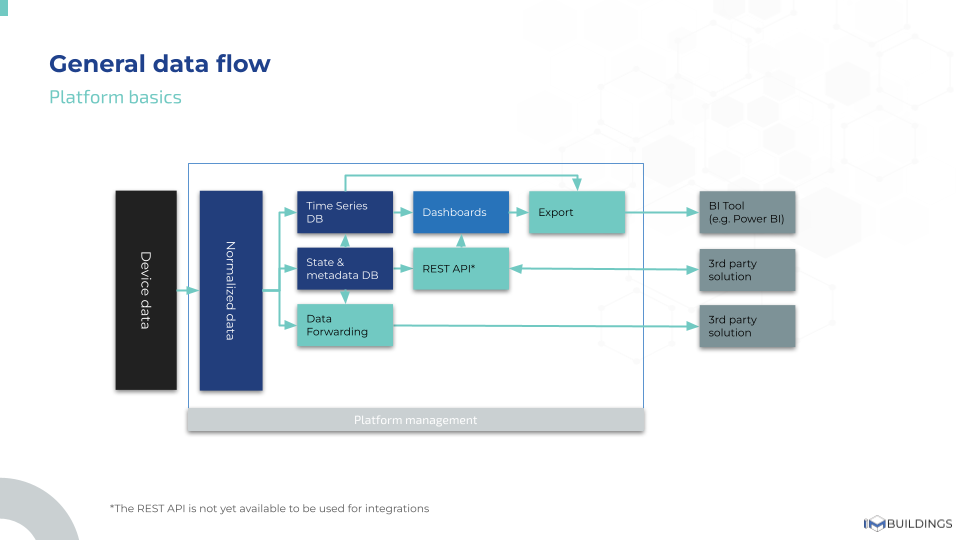 General data flow
Platform basics
Device data
Normalized data
Time Series
DB
Dashboards
Export
BI Tool
(e.g. Power BI)
State &
metadata DB
REST API*
3rd party
solution
Data
Forwarding
3rd party
solution
Platform management
*The REST API is not yet available to be used for integrations
IMBUILDINGS